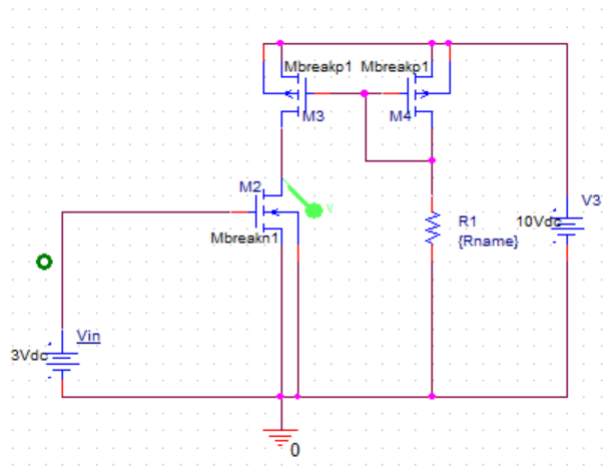 Mbreakp1 Mbreakp1
M3 M4
M2
V
Mbreakn1
R1
{Rname}
V3
10Vdc
Vin
3Vdc
0